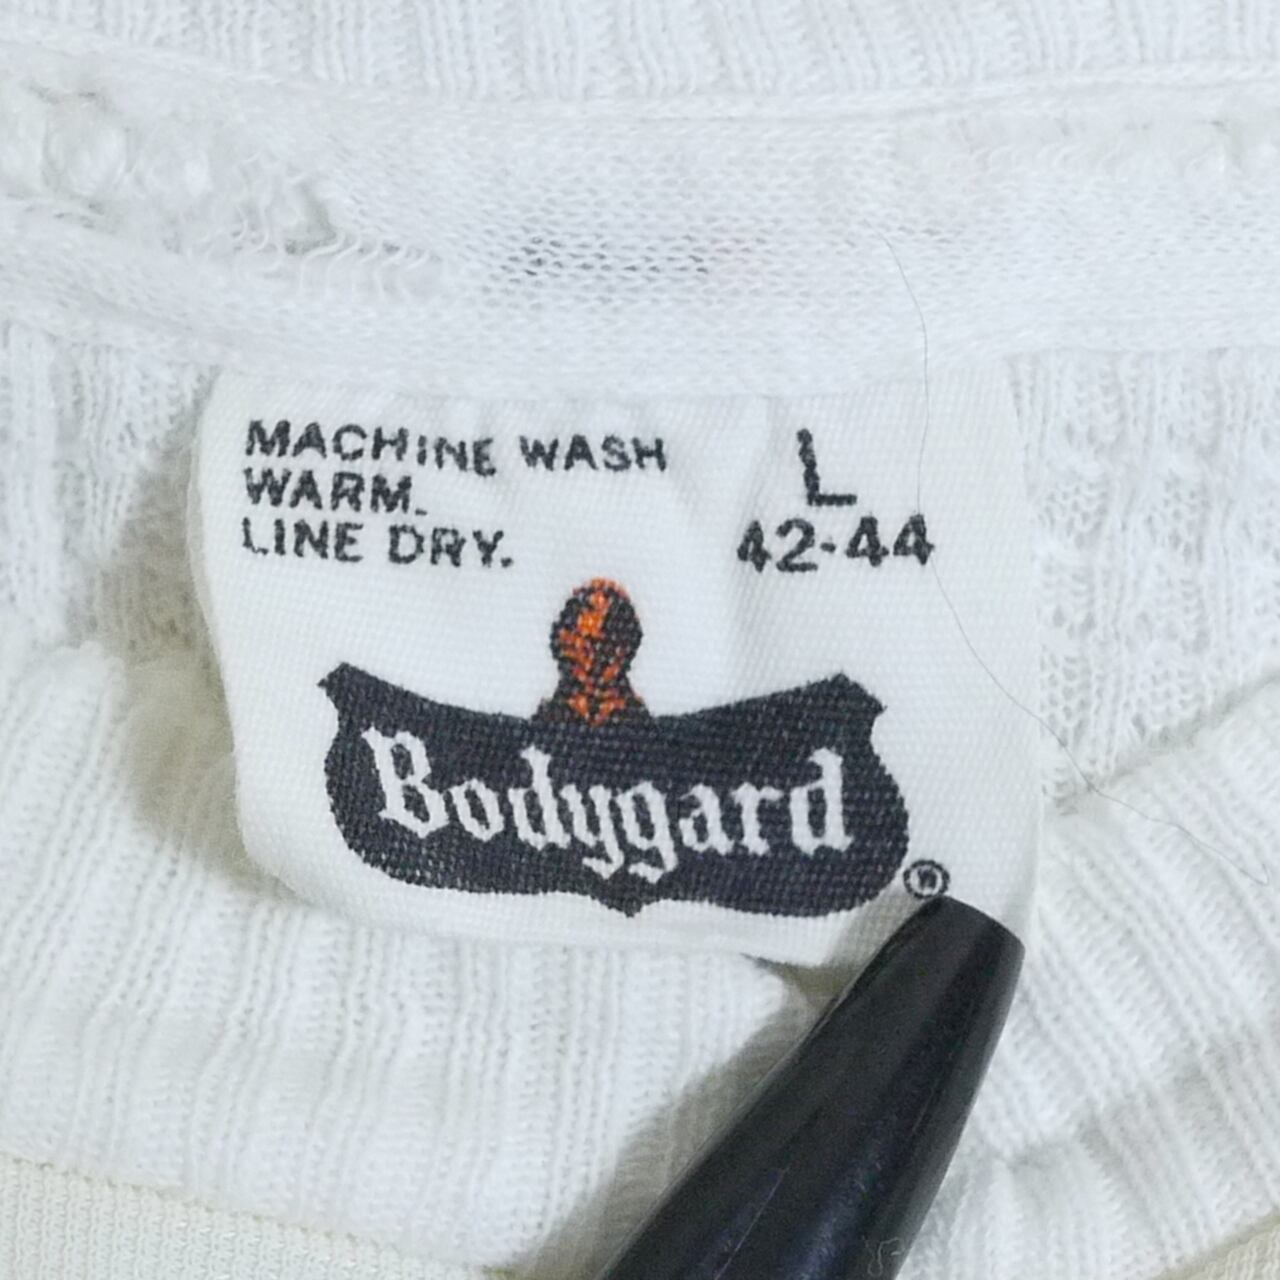 MACHINE WASH
WARM.
LINE DRY.
L
42-44
Bodygard
®